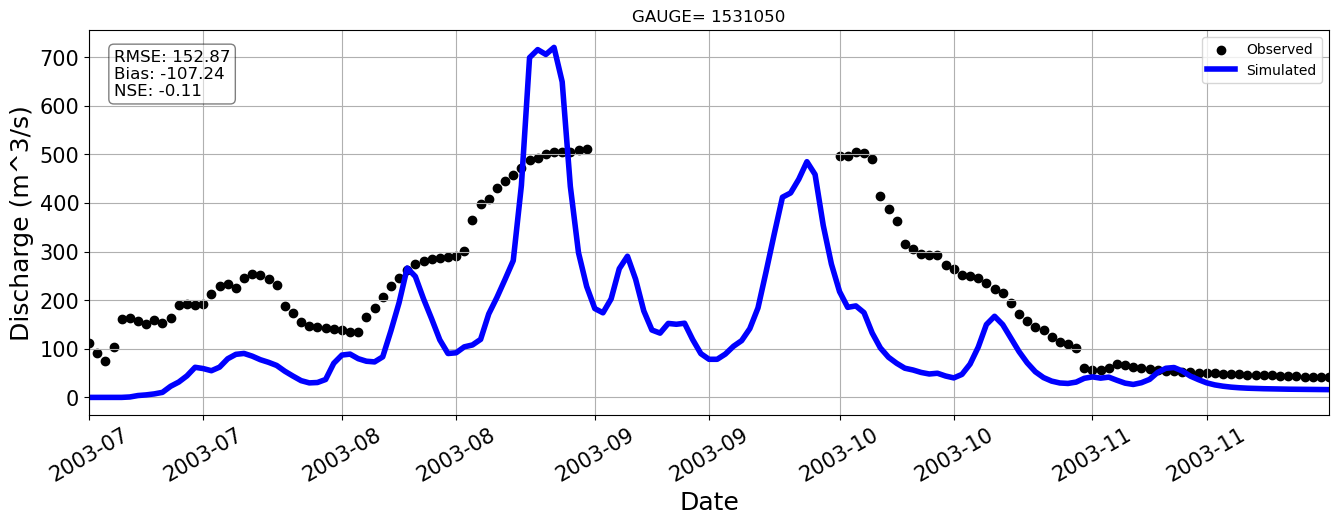 GAUGE= 1531050
RMSE: 152.87
Bias: -107.24
NSE: -0.11
Observed
Simulated
Discharge (m^3/s)
700
600
500
400
300
200
100
0
2003-07
2003-07
2003-08
2003-08
2003-09
2003-09
2003-10
2003-10
2003-11
2003-11
Date